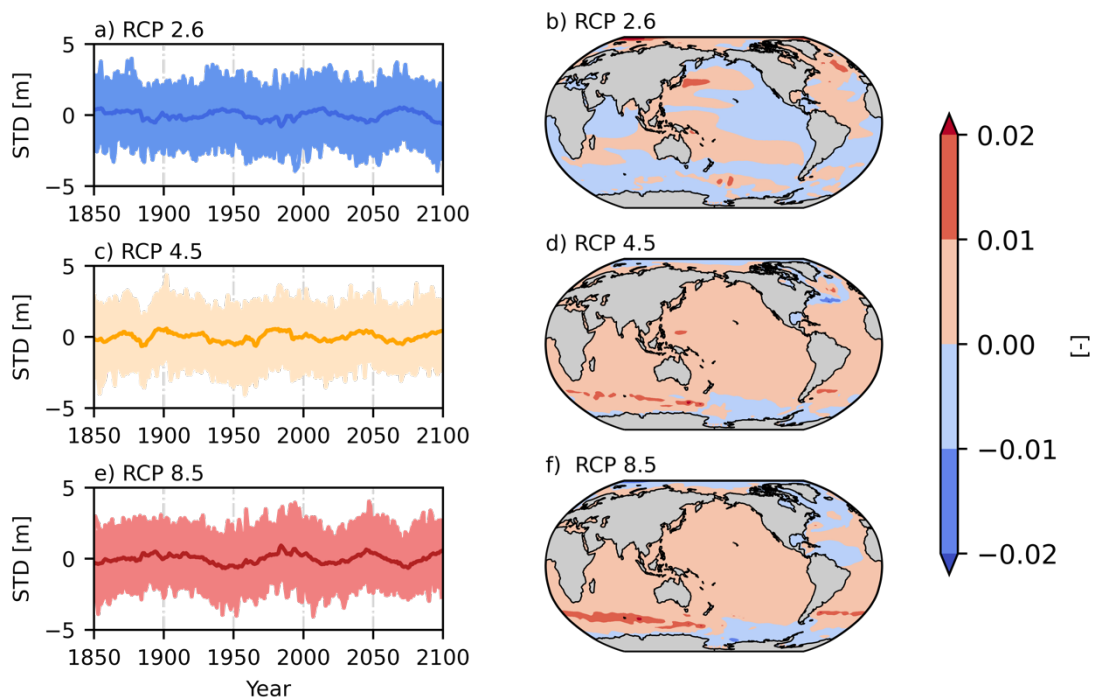 a) RCP 2.6
b) RCP 2.6
STD [m]
5
0
−5
1850 1900 1950 2000 2050 2100
c) RCP 4.5
d) RCP 4.5
STD [m]
5
0
−5
1850 1900 1950 2000 2050 2100
e) RCP 8.5
f) RCP 8.5
STD [m]
5
0
−5
1850 1900 1950 2000 2050 2100
Year
0.02
0.01
0.00
−0.01
−0.02
[-]